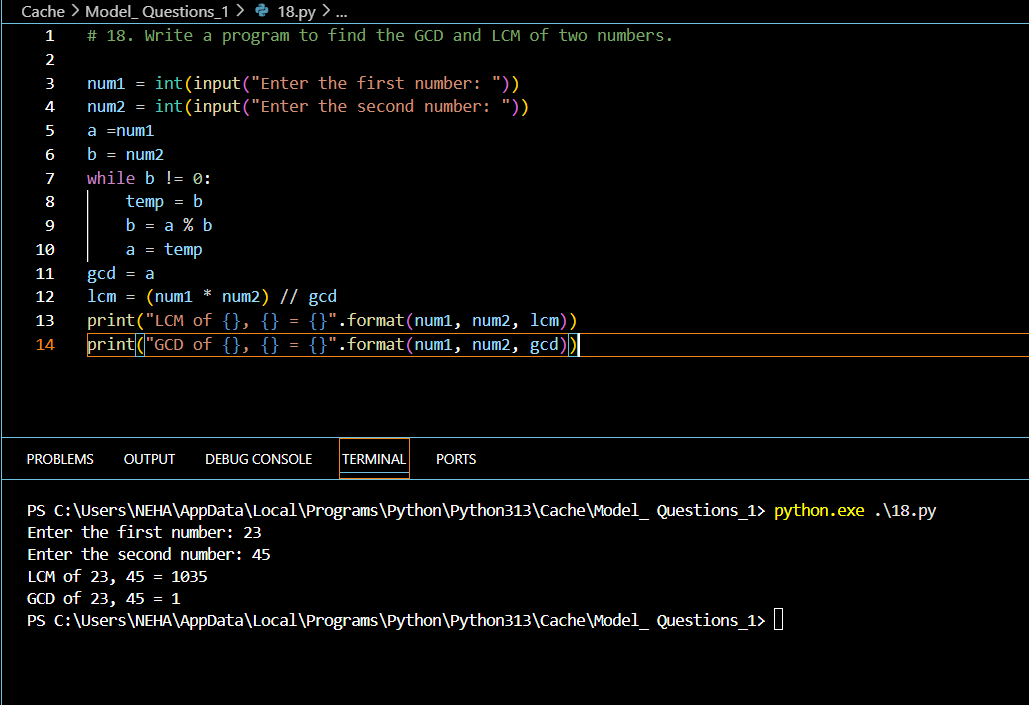 Cache > Model_ Questions_1 > 18.py > ...
1 # 18. Write a program to find the GCD and LCM of two numbers.
2
3 num1 = int(input("Enter the first number: "))
4 num2 = int(input("Enter the second number: "))
5 a =num1
6 b = num2
7 while b != 0:
8     temp = b
9     b = a % b
10     a = temp
11 gcd = a
12 lcm = (num1 * num2) // gcd
13 print("LCM of {}, {} = {}".format(num1, num2, lcm))
14 print("GCD of {}, {} = {}".format(num1, num2, gcd))
PROBLEMS OUTPUT DEBUG CONSOLE TERMINAL PORTS
PS C:\Users\NEHA\AppData\Local\Programs\Python\Python313\Cache\Model_ Questions_1> python.exe .\18.py
Enter the first number: 23
Enter the second number: 45
LCM of 23, 45 = 1035
GCD of 23, 45 = 1
PS C:\Users\NEHA\AppData\Local\Programs\Python\Python313\Cache\Model_ Questions_1>